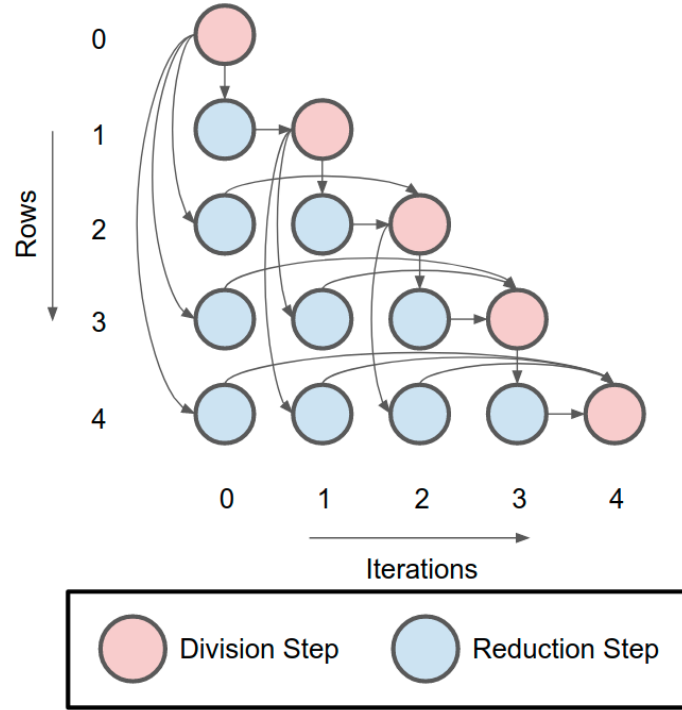 0
1
2
3
4
Rows
0 1 2 3 4
Iterations
Division Step
Reduction Step